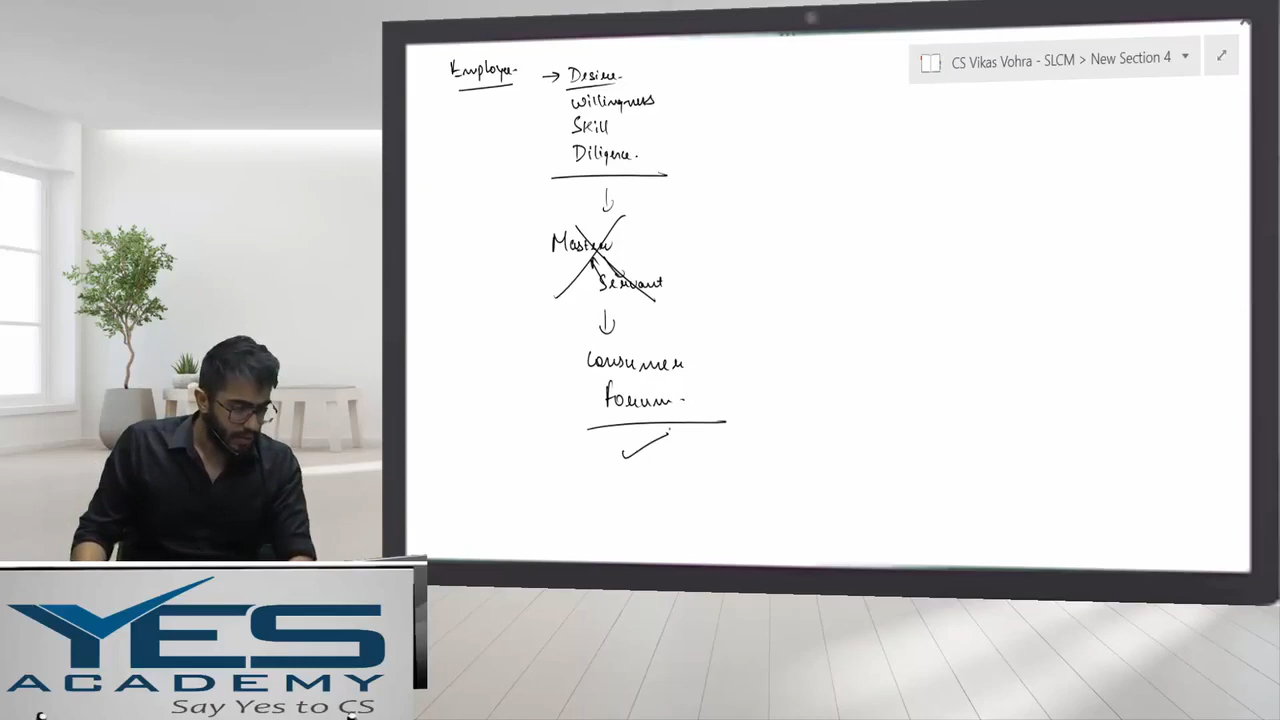 CS Vikas Vohra - SLCM > New Section 4
Employee. → Desire.
Willingness
Skill
Diligence.
Master
Servant
Consumer
Forum.
YES
ACADEMY
Say Yes to CS